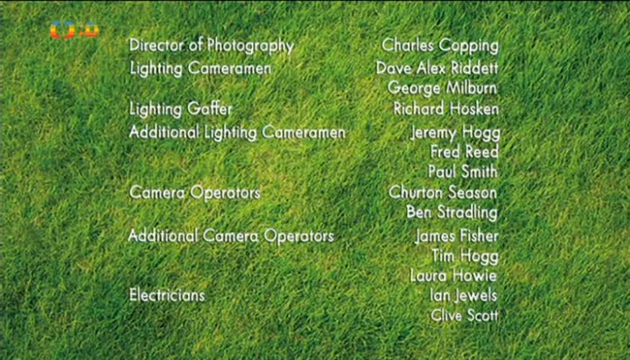 Director of Photography Charles Copping
Lighting Cameramen Dave Alex Riddett
George Milburn
Lighting Gaffer Richard Hosken
Additional Lighting Cameramen Jeremy Hogg
Fred Reed
Paul Smith
Camera Operators Churton Season
Ben Stradling
Additional Camera Operators James Fisher
Tim Hogg
Laura Howie
Electricians Ian Jewels
Clive Scott